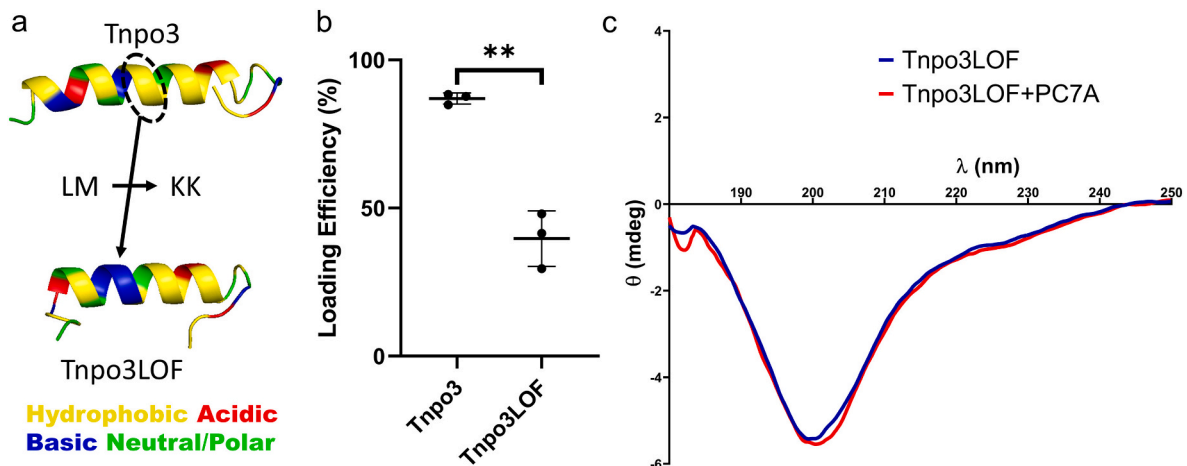 a
Tnpo3
LM KK
Tnpo3LOF
Hydrophobic Acidic
Basic Neutral/Polar
b
**
Loading Efficiency (%)
100
50
0
Tnpo3
Tnpo3LOF
c
Tnpo3LOF
Tnpo3LOF+PC7A
λ (nm)
190 200 210 220 230 240 250
θ (mdeg)
4
2
0
-2
-4
-6